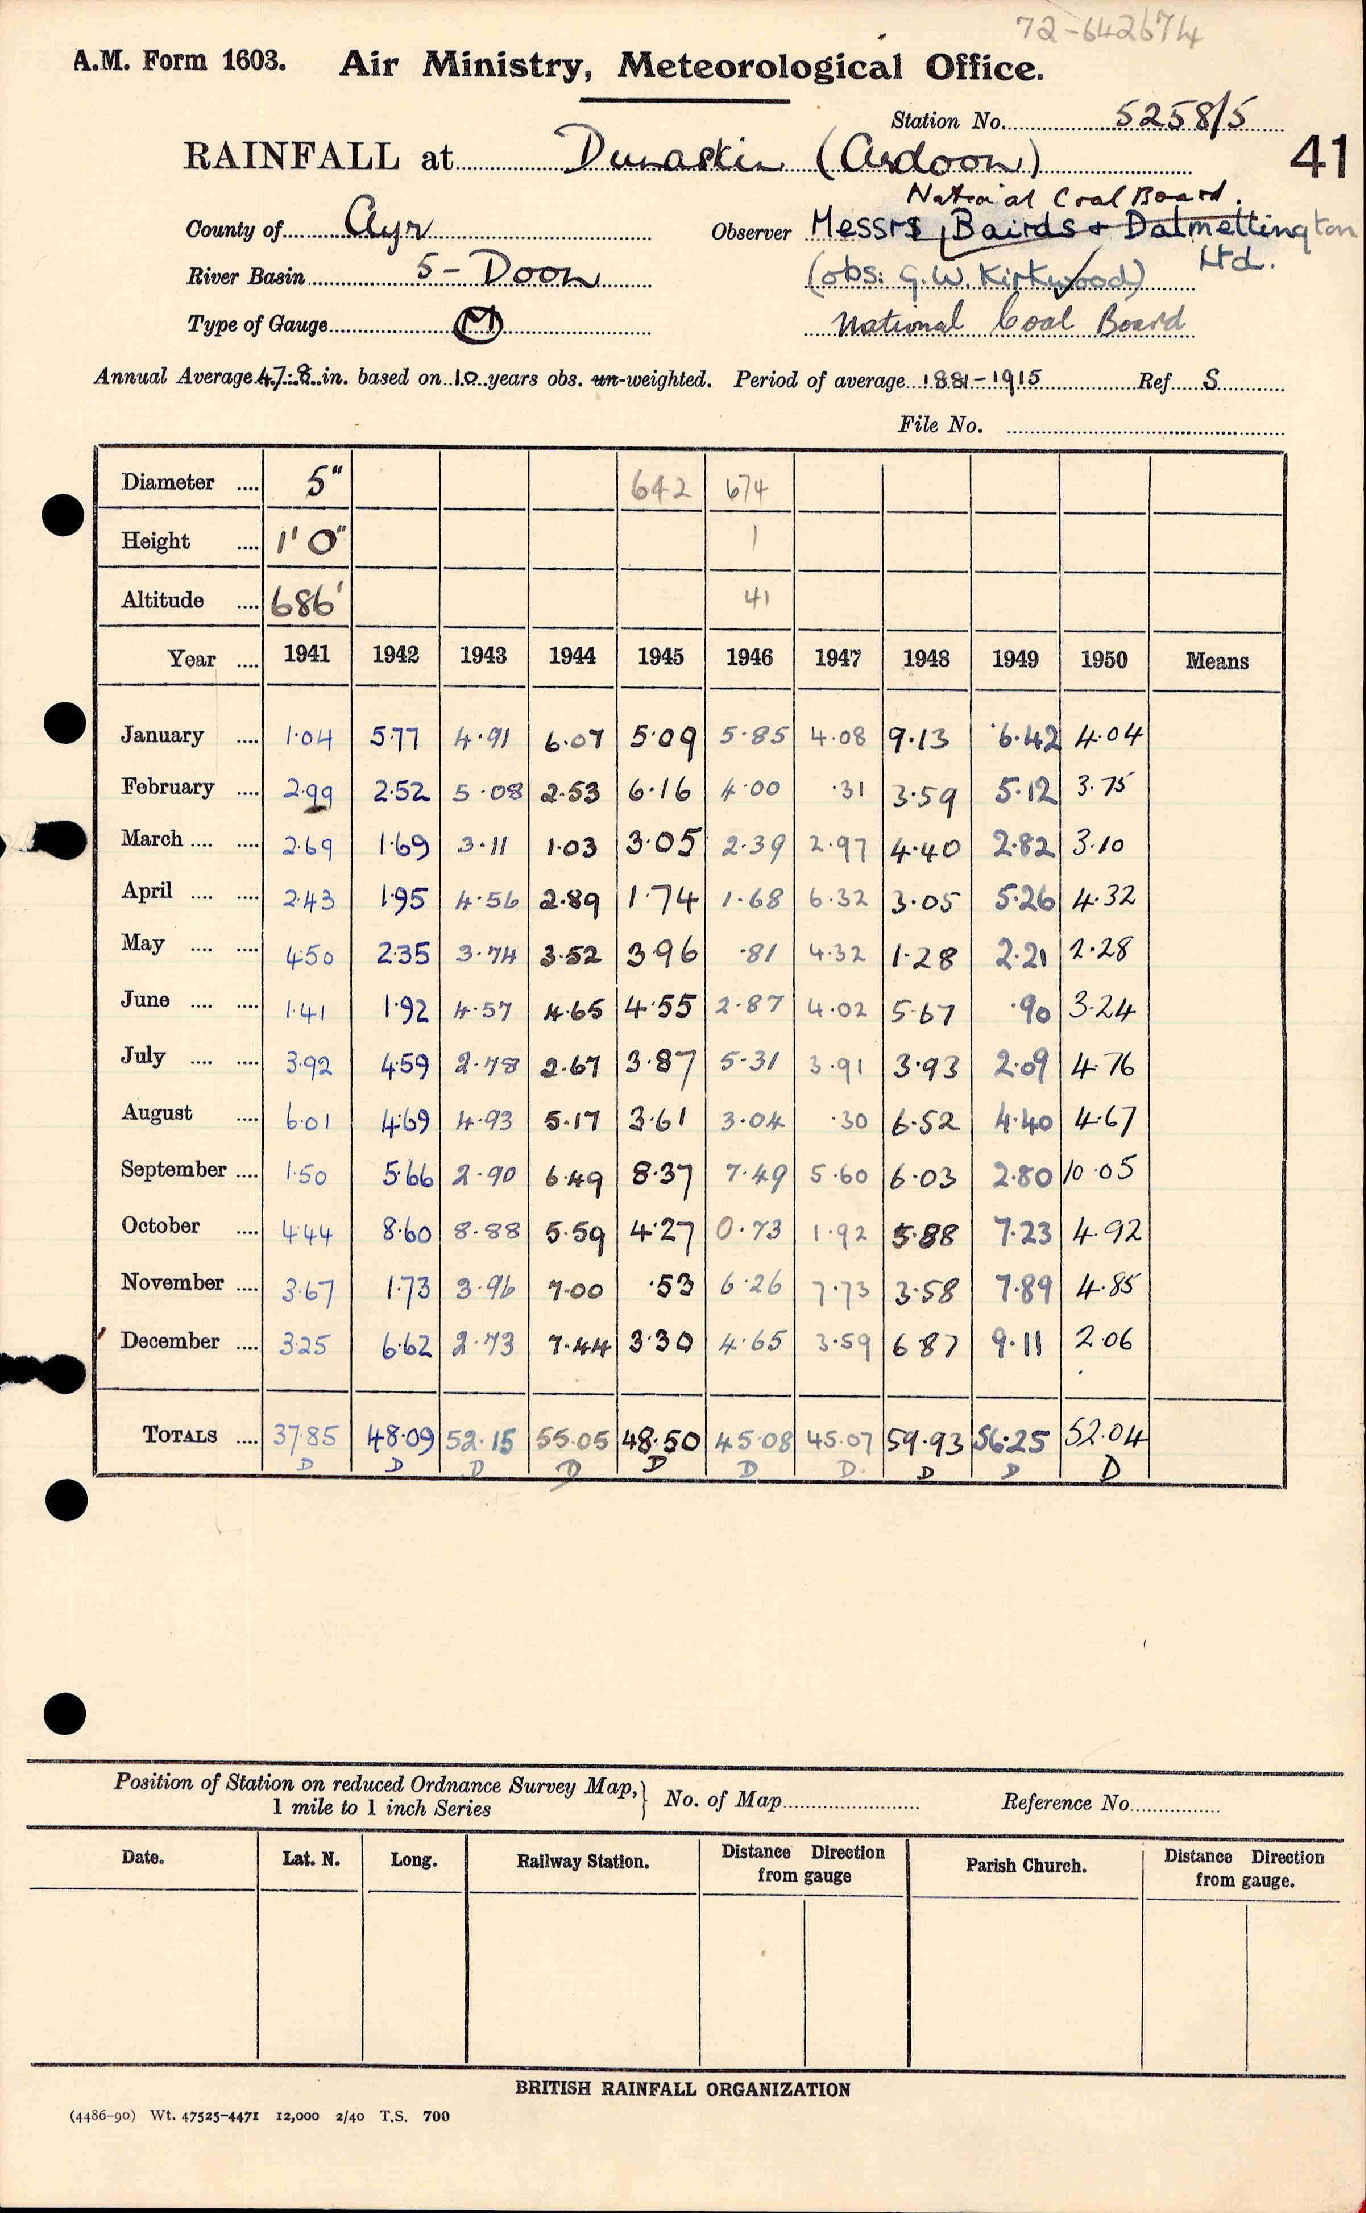 72-642674
A.M. Form 1603. Air Ministry, Meteorological Office.
Station No. 5258/5
RAINFALL at Dunaskin (Ardoon) 41
National Coal Board.
County of Ayr Observer Messrs Bairds & Dalmellington Ltd.
River Basin 5 - Doon (obs: G.W. Kirkwood)
Type of Gauge M National Coal Board
Annual Average 47.8 in. based on 10 years obs. un-weighted. Period of average 1881-1915 Ref S
File No.
Diameter .... 5" 642 674
Height .... 1' 0" 1
Altitude .... 686' 41
Year .... 1941 1942 1943 1944 1945 1946 1947 1948 1949 1950 Means
January .... 1.04 5.77 4.91 6.07 5.09 5.85 4.08 9.13 6.42 4.04
February .... 2.99 2.52 5.08 2.53 6.16 4.00 .31 3.59 5.12 3.75
March .... .... 2.69 1.69 3.11 1.03 3.05 2.39 2.97 4.40 2.82 3.10
April .... .... 2.43 1.95 4.56 2.89 1.74 1.68 6.32 3.05 5.26 4.32
May .... .... 4.50 2.35 3.74 3.52 3.96 .81 4.32 1.28 2.21 2.28
June .... .... 1.41 1.92 4.57 4.65 4.55 2.87 4.02 5.67 .90 3.24
July .... .... 3.92 4.59 2.78 2.67 3.87 5.31 3.91 3.93 2.09 4.76
August .... 6.01 4.69 4.93 5.17 3.61 3.04 .30 6.52 4.40 4.67
September .... 1.50 5.66 2.90 6.49 8.37 7.49 5.60 6.03 2.80 10.05
October .... 4.44 8.60 8.88 5.59 4.27 0.73 1.92 5.88 7.23 4.92
November .... 3.67 1.73 3.96 7.00 .53 6.26 7.73 3.58 7.89 4.85
December .... 3.25 6.62 2.73 7.44 3.30 4.65 3.59 6.87 9.11 2.06
TOTALS .... 37.85 48.09 52.15 55.05 48.50 45.08 45.07 59.93 56.25 52.04
D D D D D D D. D D D
Position of Station on reduced Ordnance Survey Map, } No. of Map Reference No.
1 mile to 1 inch Series
Date. Lat. N. Long. Railway Station. Distance Direction from gauge Parish Church. Distance Direction from gauge.
BRITISH RAINFALL ORGANIZATION
(4486-90) Wt. 47525-4471 12,000 2/40 T.S. 700